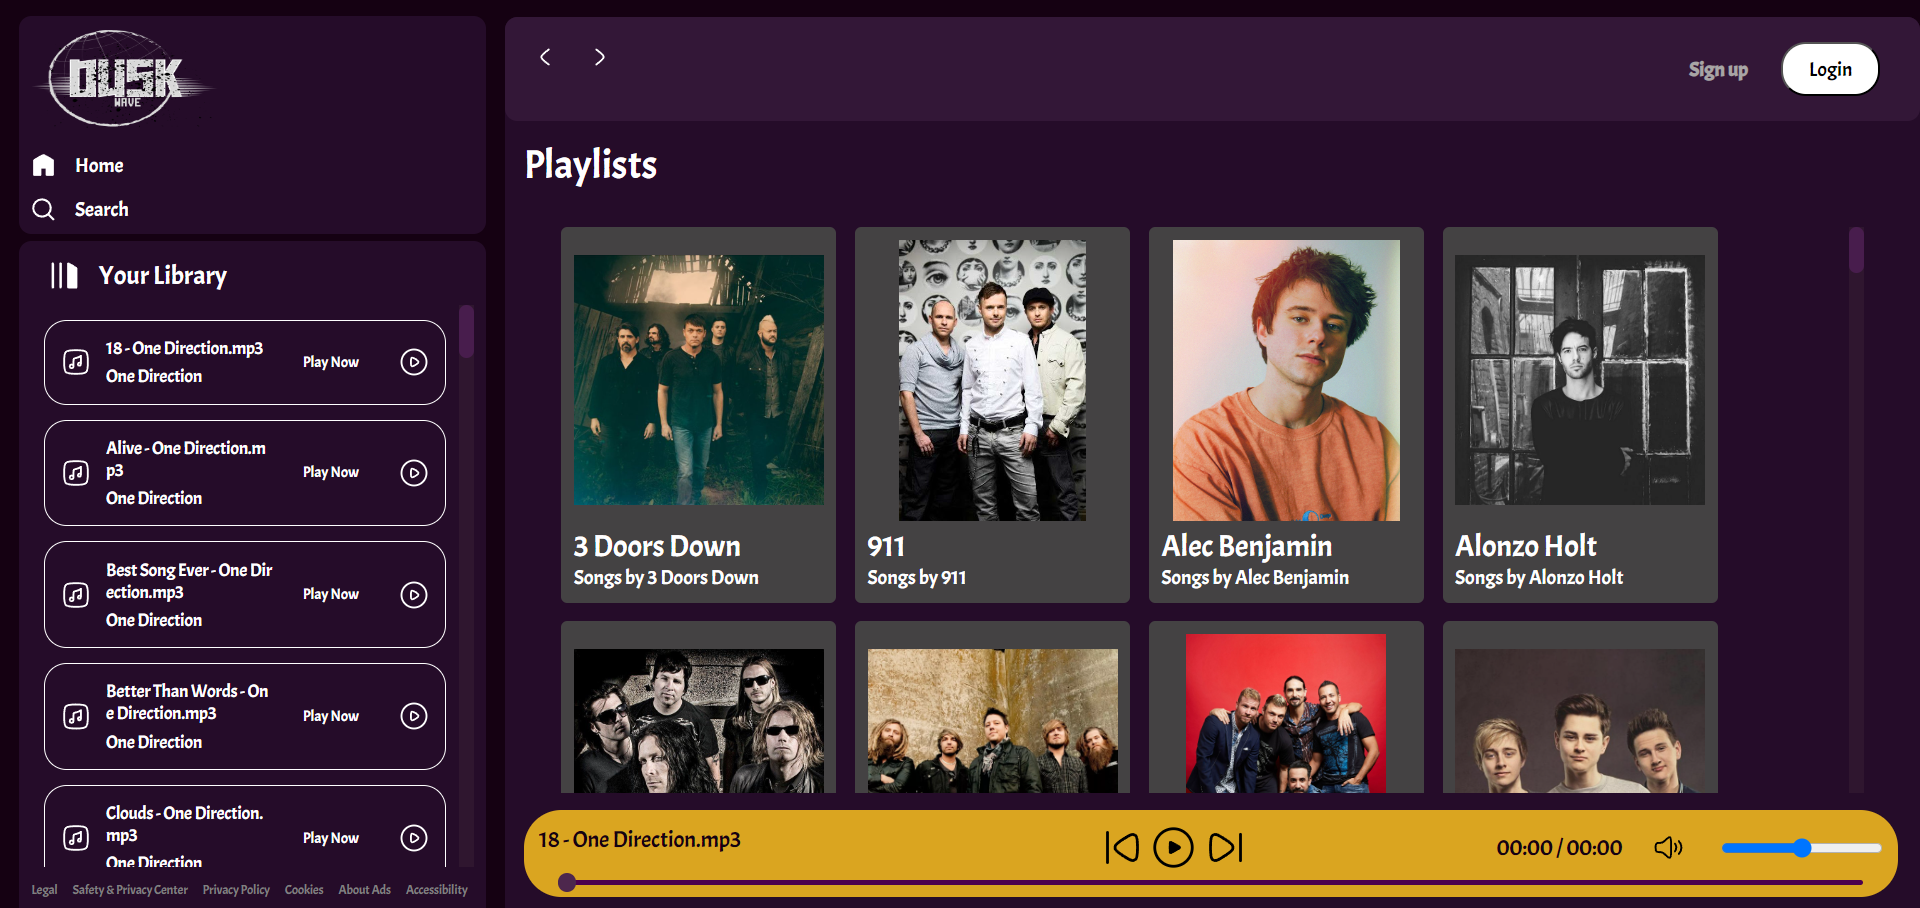 DUSK
WAVE
Home
Search
Your Library
18 - One Direction.mp3
One Direction
Play Now
Alive - One Direction.m
p3
One Direction
Play Now
Best Song Ever - One Dir
ection.mp3
One Direction
Play Now
Better Than Words - On
e Direction.mp3
One Direction
Play Now
Clouds - One Direction.
mp3
One Direction
Play Now
Legal Safety & Privacy Center Privacy Policy Cookies About Ads Accessibility
Sign up
Login
Playlists
3 Doors Down
Songs by 3 Doors Down
911
Songs by 911
Alec Benjamin
Songs by Alec Benjamin
Alonzo Holt
Songs by Alonzo Holt
18 - One Direction.mp3
00:00 / 00:00